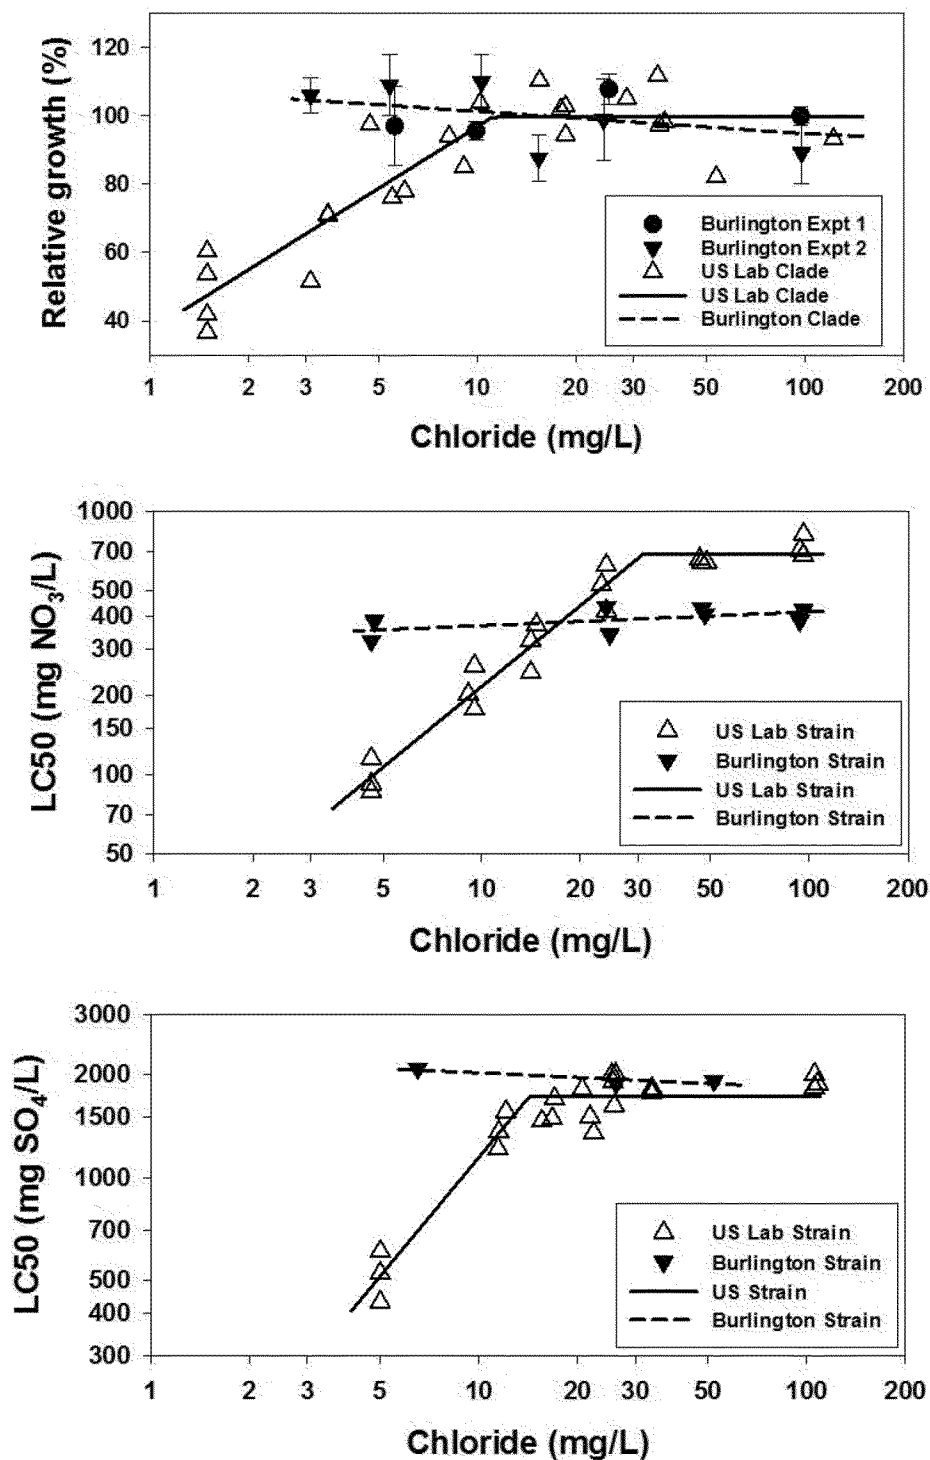 Relative growth (%)
120
100
80
60
40
Burlington Expt 1
Burlington Expt 2
US Lab Clade
US Lab Clade
Burlington Clade
1 2 3 5 10 20 30 50 100 200
Chloride (mg/L)
LC50 (mg NO3/L)
1000
700
500
400
300
200
150
100
70
50
US Lab Strain
Burlington Strain
US Lab Strain
Burlington Strain
1 2 3 5 10 20 30 50 100 200
Chloride (mg/L)
LC50 (mg SO4/L)
3000
2000
1500
1000
700
500
400
300
US Lab Strain
Burlington Strain
US Strain
Burlington Strain
1 2 3 5 10 20 30 50 100 200
Chloride (mg/L)